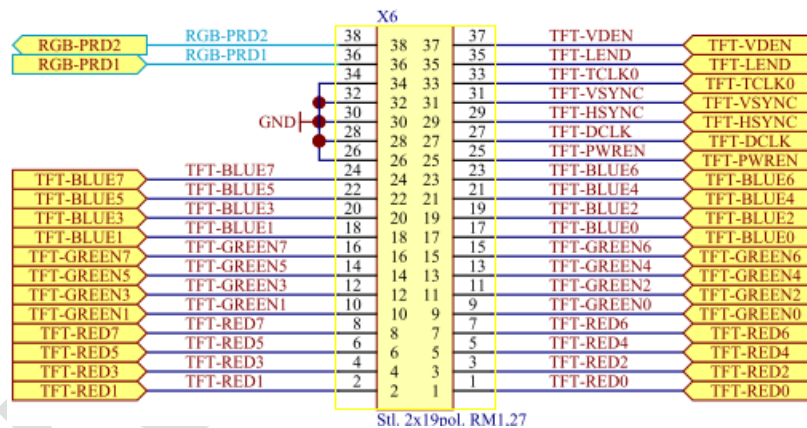 X6
RGB-PRD2 RGB-PRD2 38 38 37 37 TFT-VDEN TFT-VDEN
RGB-PRD1 RGB-PRD1 36 36 35 35 TFT-LEND TFT-LEND
34 34 33 33 TFT-TCLK0 TFT-TCLK0
32 32 31 31 TFT-VSYNC TFT-VSYNC
GND 30 30 29 29 TFT-HSYNC TFT-HSYNC
28 28 27 27 TFT-DCLK TFT-DCLK
26 26 25 25 TFT-PWREN TFT-PWREN
TFT-BLUE7 TFT-BLUE7 24 24 23 23 TFT-BLUE6 TFT-BLUE6
TFT-BLUE5 TFT-BLUE5 22 22 21 21 TFT-BLUE4 TFT-BLUE4
TFT-BLUE3 TFT-BLUE3 20 20 19 19 TFT-BLUE2 TFT-BLUE2
TFT-BLUE1 TFT-BLUE1 18 18 17 17 TFT-BLUE0 TFT-BLUE0
TFT-GREEN7 TFT-GREEN7 16 16 15 15 TFT-GREEN6 TFT-GREEN6
TFT-GREEN5 TFT-GREEN5 14 14 13 13 TFT-GREEN4 TFT-GREEN4
TFT-GREEN3 TFT-GREEN3 12 12 11 11 TFT-GREEN2 TFT-GREEN2
TFT-GREEN1 TFT-GREEN1 10 10 9 9 TFT-GREEN0 TFT-GREEN0
TFT-RED7 TFT-RED7 8 8 7 7 TFT-RED6 TFT-RED6
TFT-RED5 TFT-RED5 6 6 5 5 TFT-RED4 TFT-RED4
TFT-RED3 TFT-RED3 4 4 3 3 TFT-RED2 TFT-RED2
TFT-RED1 TFT-RED1 2 2 1 1 TFT-RED0 TFT-RED0
Stl. 2x19pol. RM1,27